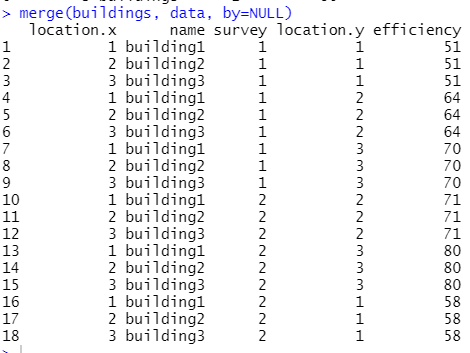 > merge(buildings, data, by=NULL)
location.x name survey location.y efficiency
1 1 building1 1 1 51
2 2 building2 1 1 51
3 3 building3 1 1 51
4 1 building1 1 2 64
5 2 building2 1 2 64
6 3 building3 1 2 64
7 1 building1 1 3 70
8 2 building2 1 3 70
9 3 building3 1 3 70
10 1 building1 2 2 71
11 2 building2 2 2 71
12 3 building3 2 2 71
13 1 building1 2 3 80
14 2 building2 2 3 80
15 3 building3 2 3 80
16 1 building1 2 1 58
17 2 building2 2 1 58
18 3 building3 2 1 58
>